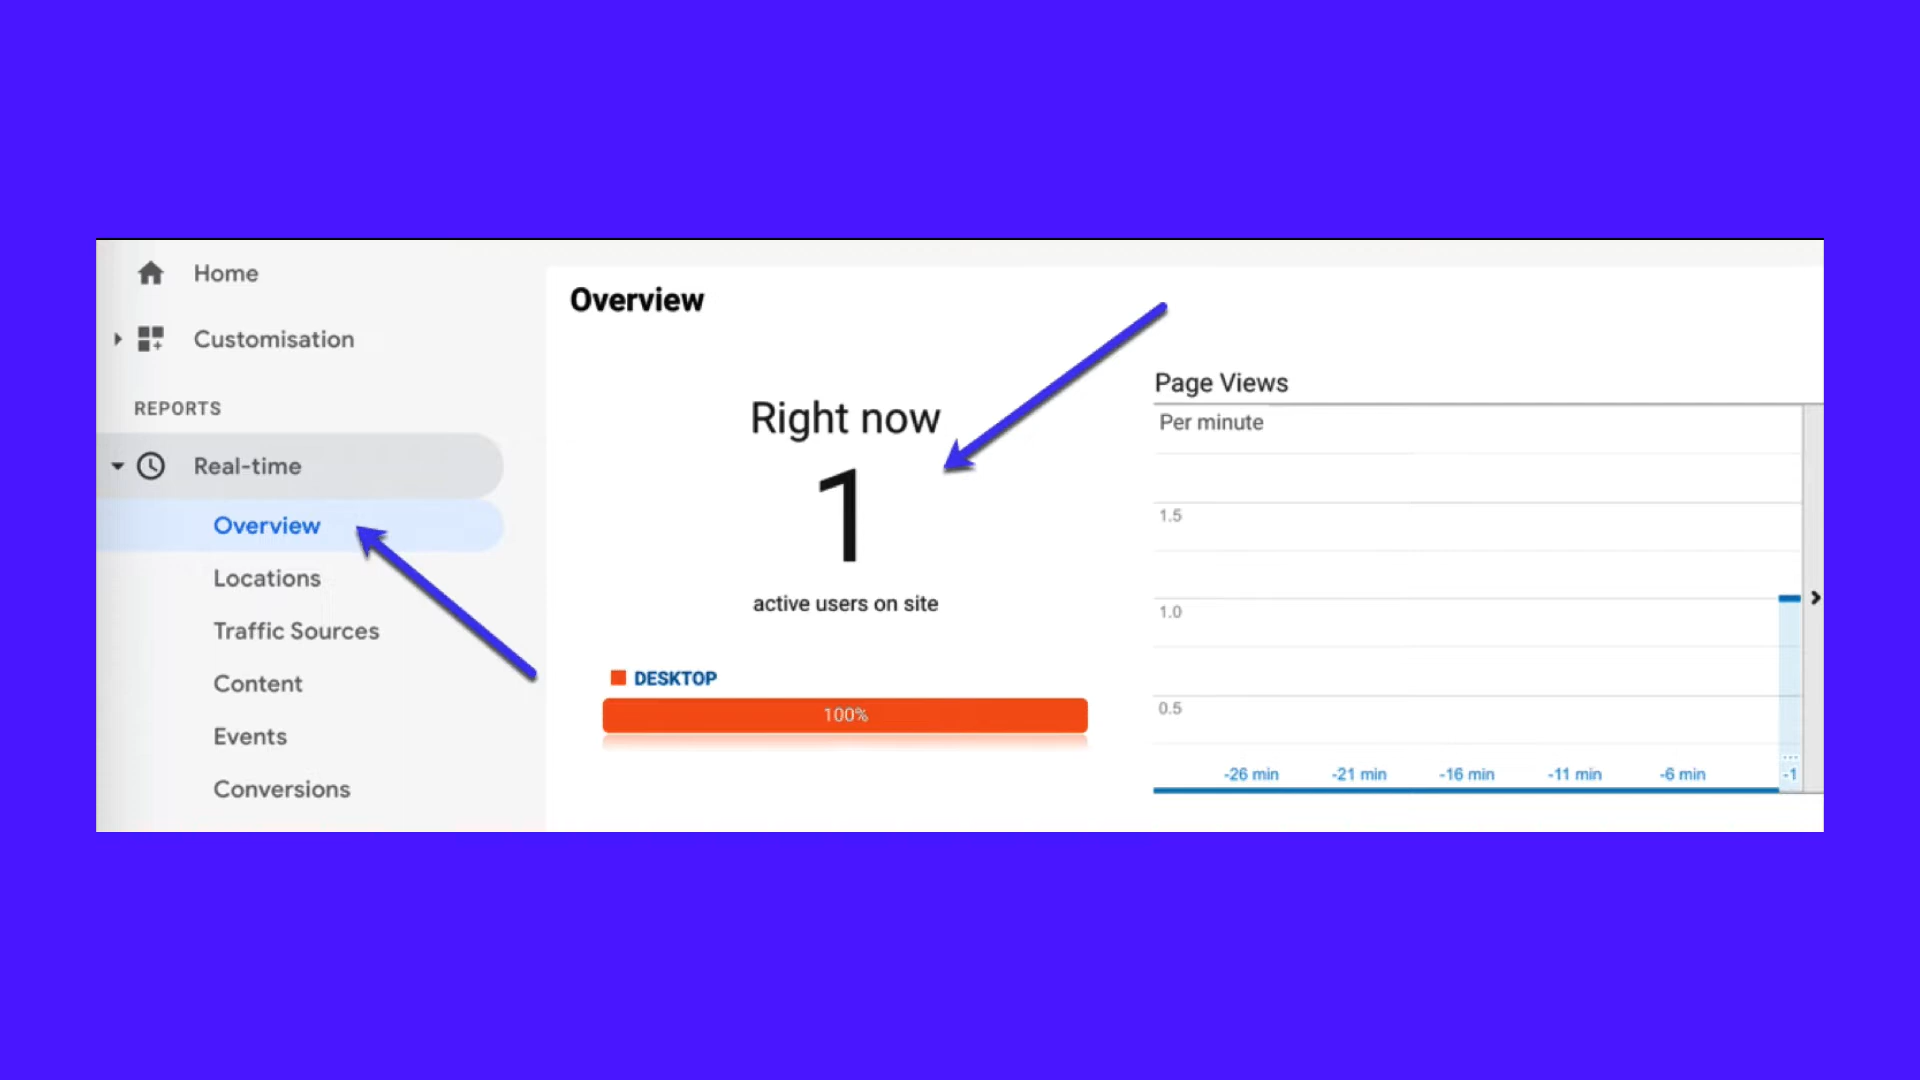 Home
Customisation
REPORTS
Real-time
Overview
Locations
Traffic Sources
Content
Events
Conversions
Overview
Right now
1
active users on site
DESKTOP
100%
Page Views
Per minute
1.5
1.0
0.5
-26 min -21 min -16 min -11 min -6 min -1